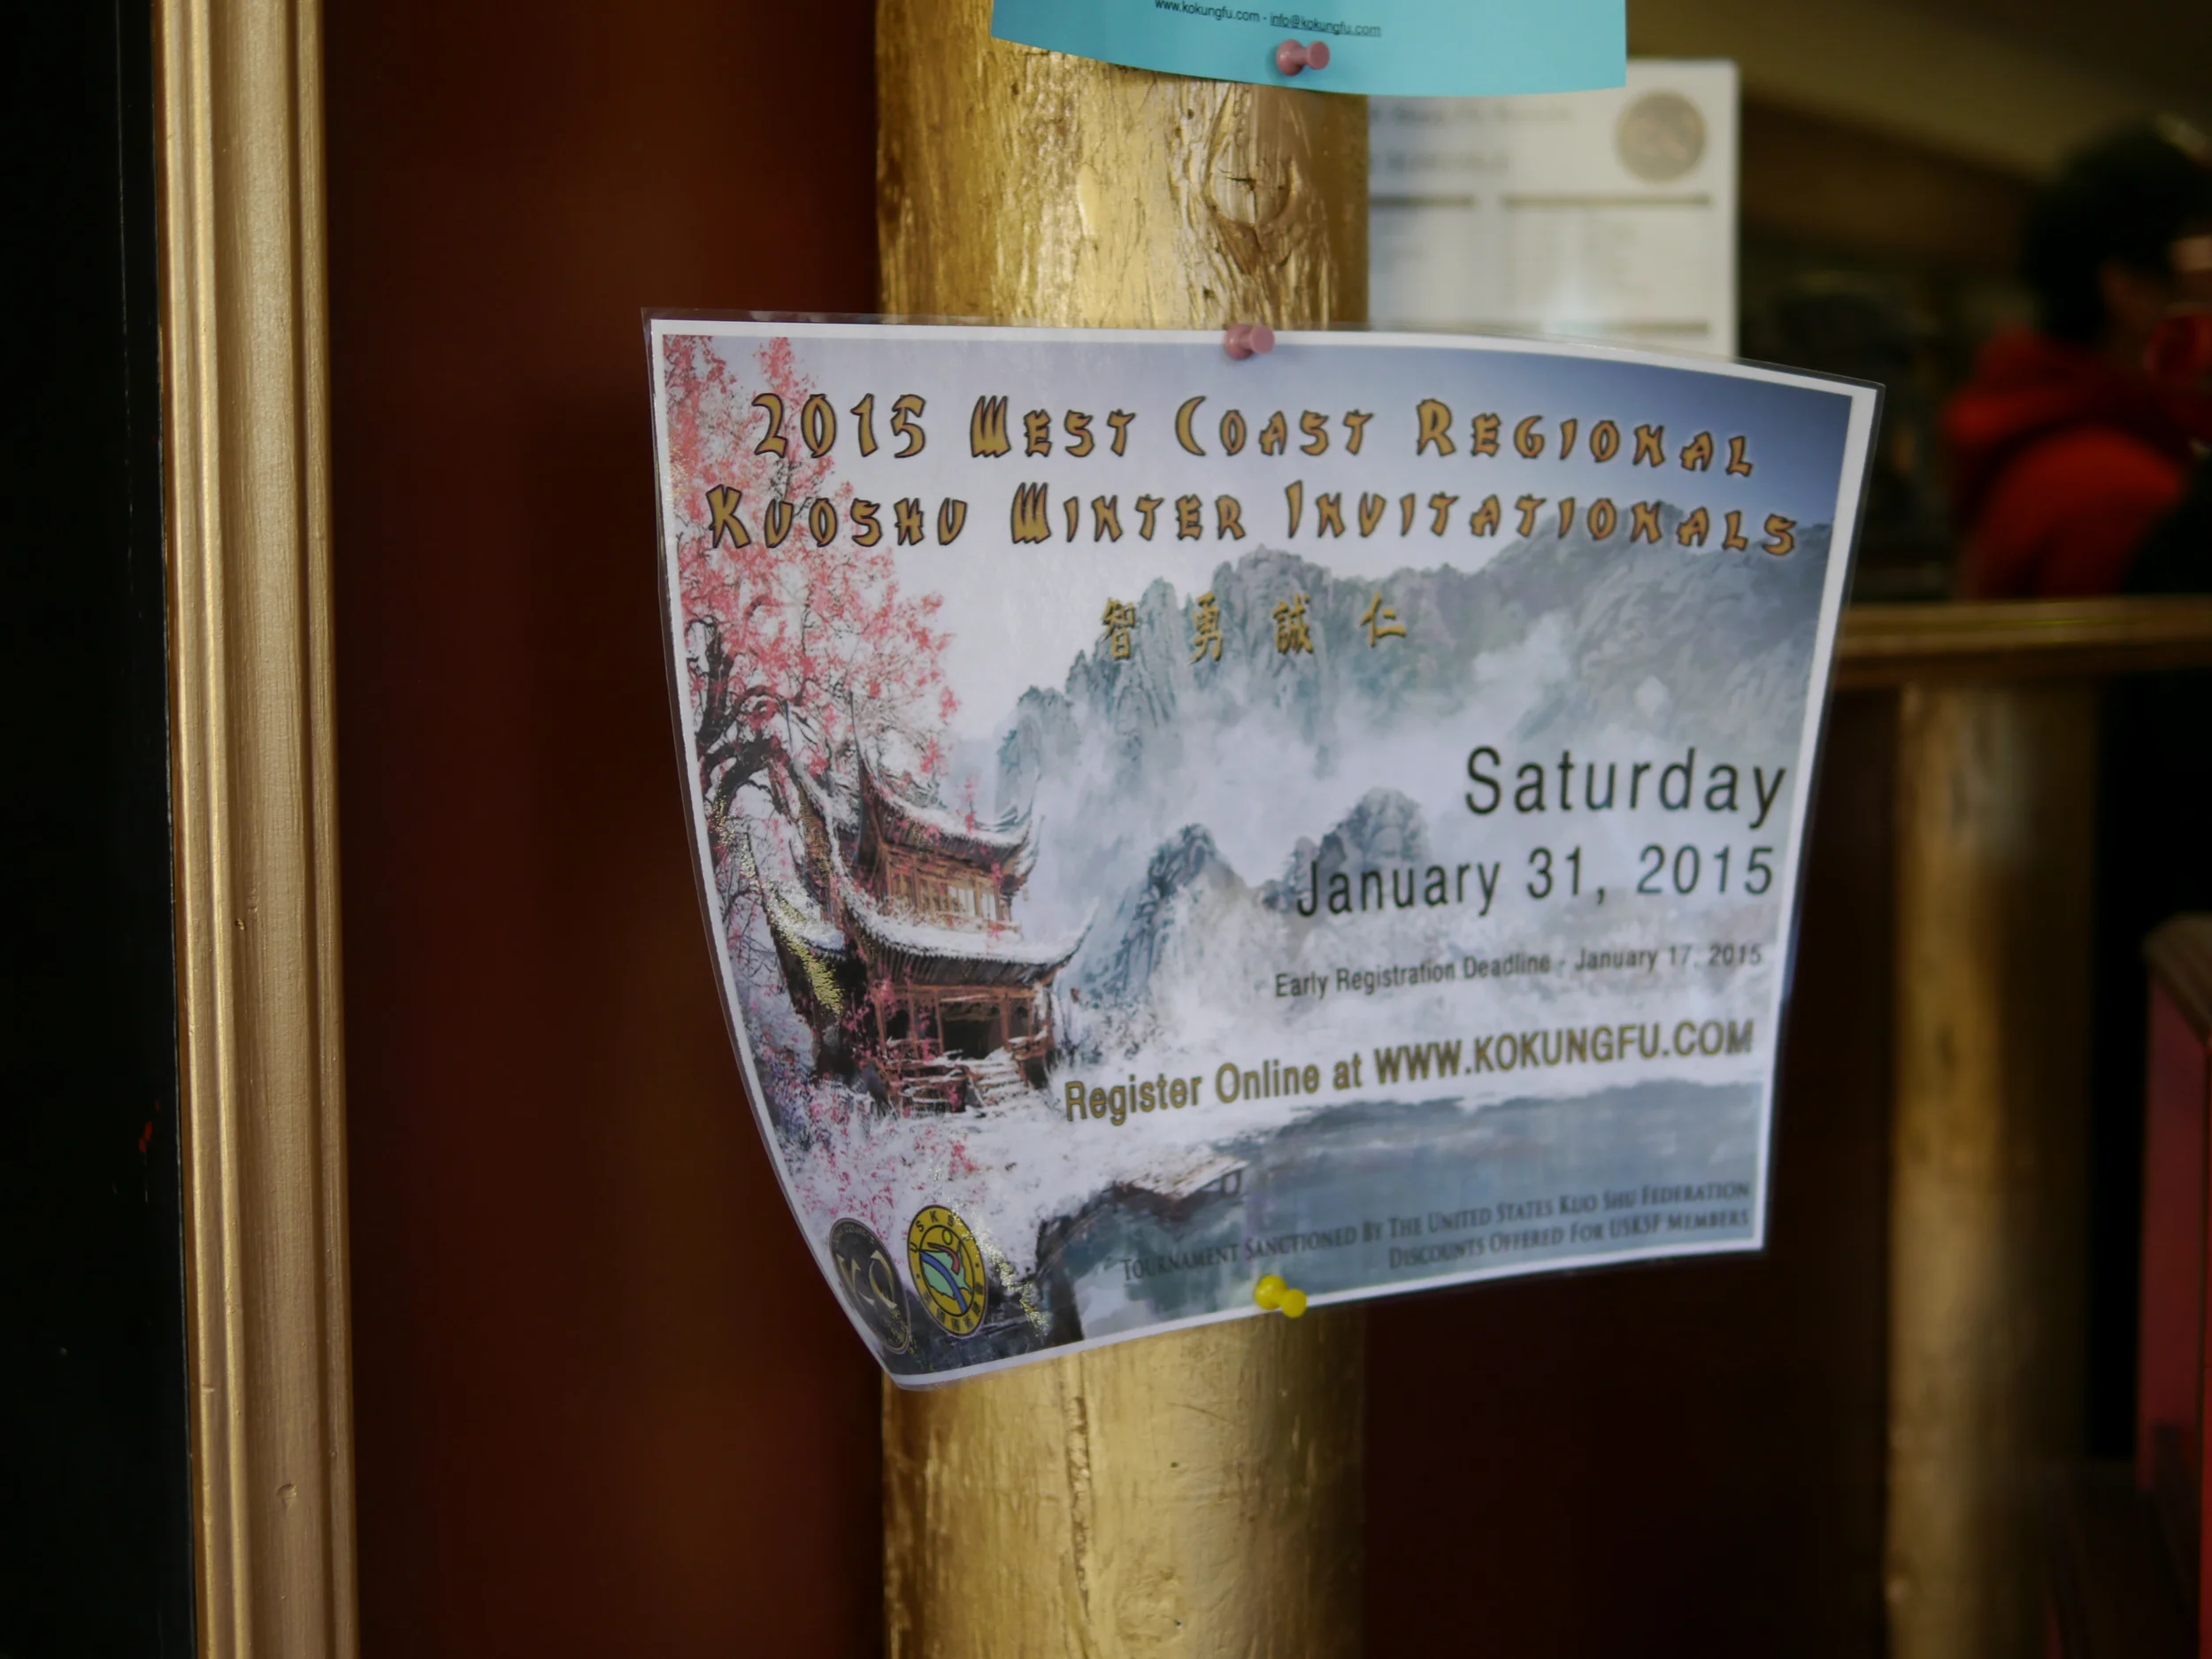 www.kokungfu.com - info@kokungfu.com
2015 West Coast Regional
Kuoshu Winter Invitationals
智 勇 誠 仁
Saturday
January 31, 2015
Early Registration Deadline - January 17, 2015
Register Online at WWW.KOKUNGFU.COM
Tournament Sanctioned By The United States Kuo Shu Federation
Discounts Offered For USKSF Members
KO
USKSF